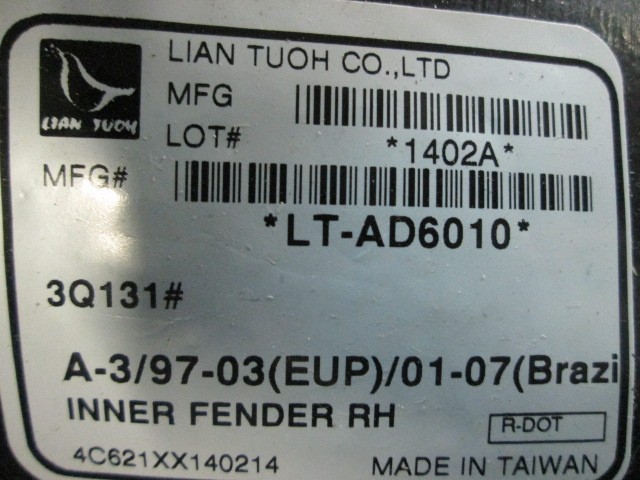 LIAN TUOH CO.,LTD
LIAN TUOH
MFG
LOT#
*1402A*
MFG#
*LT-AD6010*
3Q131#
A-3/97-03(EUP)/01-07(Brazi
INNER FENDER RH
R-DOT
4C621XX140214
MADE IN TAIWAN